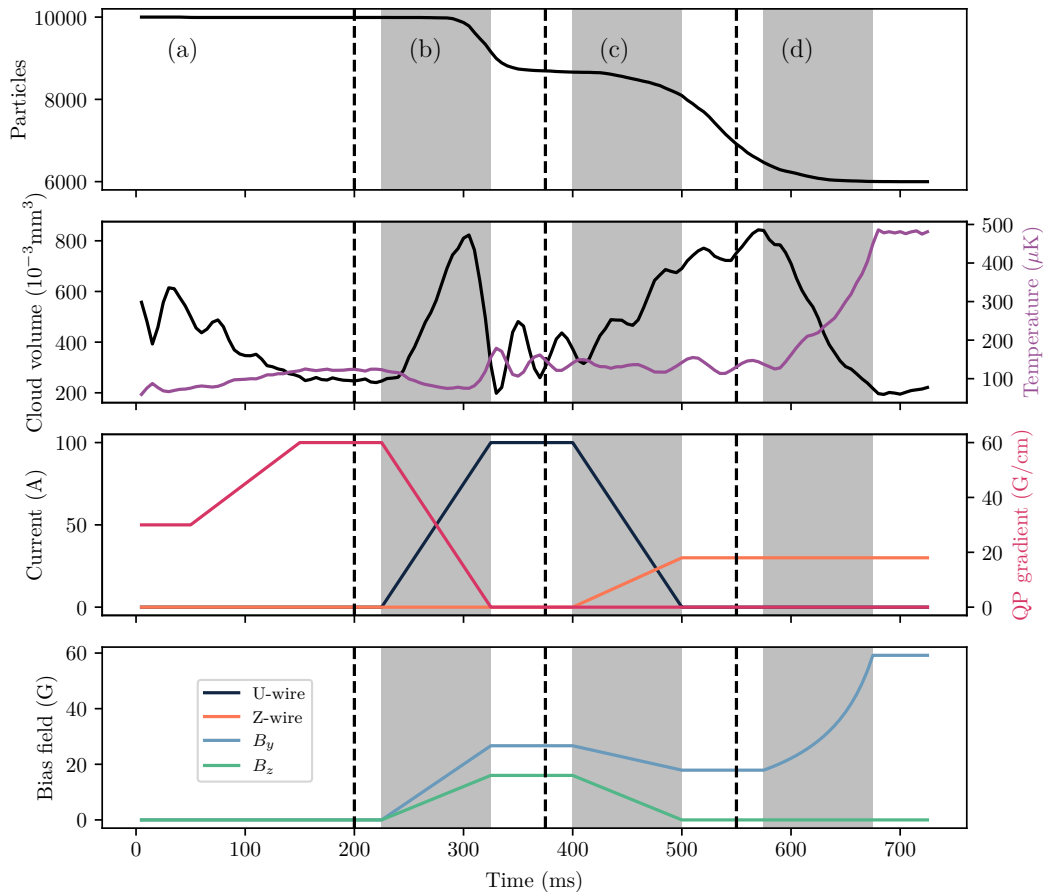 10000
8000
6000
Particles
(a)
(b)
(c)
(d)
800
600
400
200
Cloud volume (10⁻³mm³)
500
400
300
200
100
Temperature (μK)
100
50
0
Current (A)
60
40
20
0
QP gradient (G/cm)
60
40
20
0
Bias field (G)
U-wire
Z-wire
B_y
B_z
0
100
200
300
400
500
600
700
Time (ms)